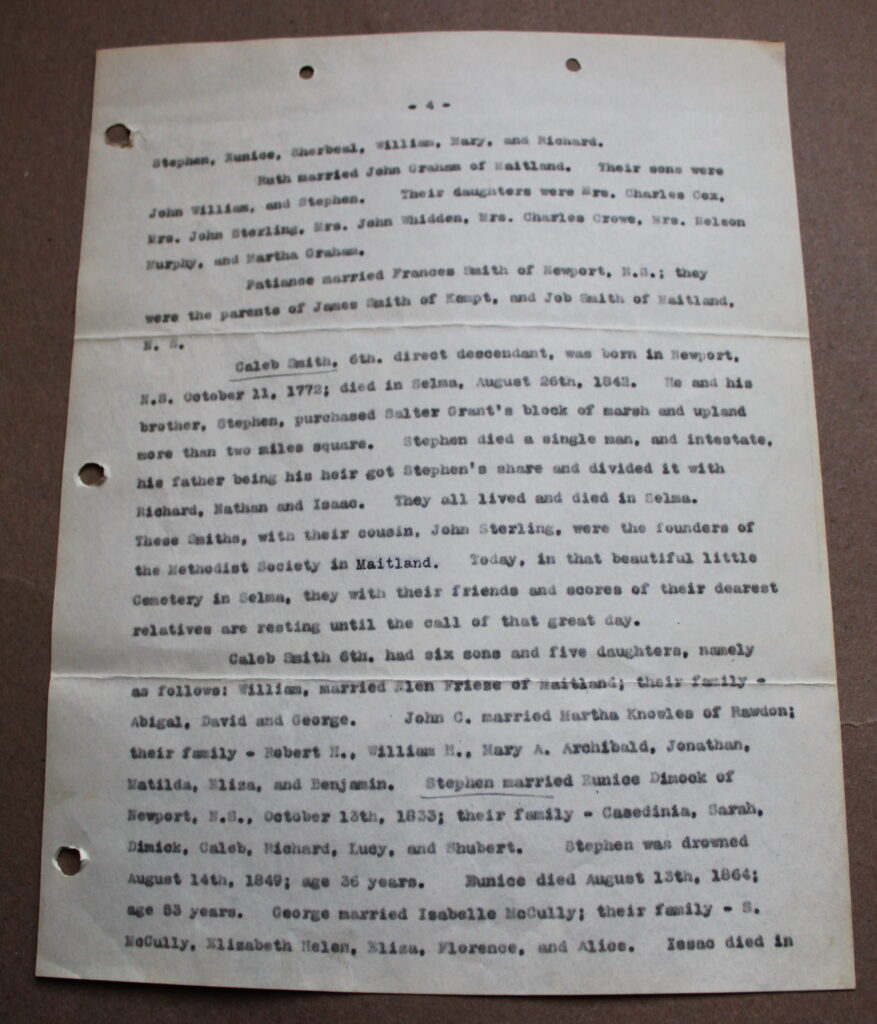 - 4 -
Stephen, Eunice, Sherbeal, William, Mary, and Richard.
Ruth married John Graham of Maitland. Their sons were
John William, and Stephen. Their daughters were Mrs. Charles Cox,
Mrs. John Sterling, Mrs. John Whidden, Mrs. Charles Crowe, Mrs. Nelson
Murphy, and Martha Graham.
Patiance married Frances Smith of Newport, N.S.; they
were the parents of James Smith of Kempt, and Job Smith of Maitland,
N. S.
Caleb Smith, 6th. direct descendant, was born in Newport,
N.S. October 11, 1772; died in Selma, August 26th, 1842. He and his
brother, Stephen, purchased Salter Grant's block of marsh and upland
more than two miles square. Stephen died a single man, and intestate,
his father being his heir got Stephen's share and divided it with
Richard, Nathan and Isaac. They all lived and died in Selma.
These Smiths, with their cousin, John Sterling, were the founders of
the Methodist Society in Maitland. Today, in that beautiful little
Cemetery in Selma, they with their friends and scores of their dearest
relatives are resting until the call of that great day.
Caleb Smith 6th. had six sons and five daughters, namely
as follows: William, married Elen Frieze of Maitland; their family -
Abigal, David and George. John C. married Martha Knowles of Rawdon;
their family - Robert N., William H., Mary A. Archibald, Jonathan,
Matilda, Eliza, and Benjamin. Stephen married Eunice Dimock of
Newport, N.S., October 13th, 1833; their family - Casedinia, Sarah,
Dimick, Caleb, Richard, Lucy, and Shubert. Stephen was drowned
August 14th, 1849; age 36 years. Eunice died August 13th, 1864;
age 53 years. George married Isabelle McCully; their family - S.
McCully, Elizabeth Helen, Eliza, Florence, and Alice. Issac died in